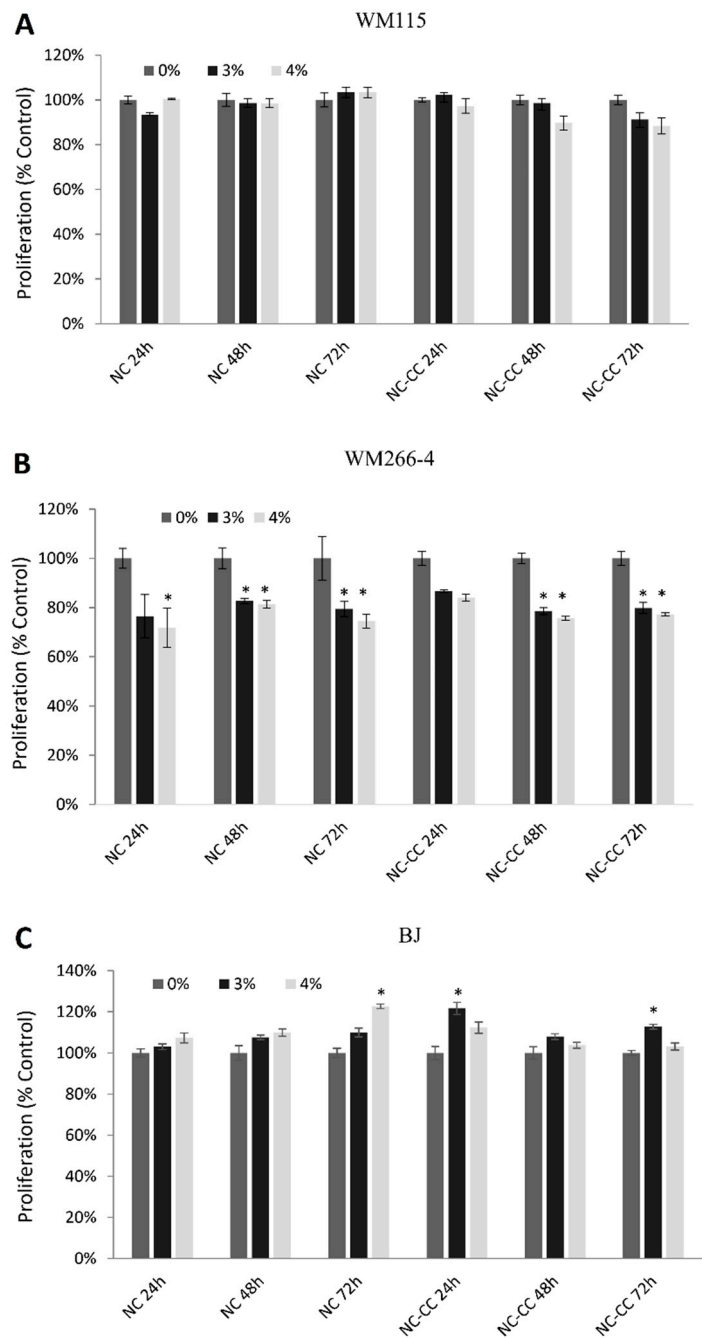 A
WM115
Proliferation (% Control)
120%
100%
80%
60%
40%
20%
0%
0% 3% 4%
NC 24h
NC 48h
NC 72h
NC-CC 24h
NC-CC 48h
NC-CC 72h
B
WM266-4
Proliferation (% Control)
120%
100%
80%
60%
40%
20%
0%
0% 3% 4%
*
* *
* *
* *
* *
NC 24h
NC 48h
NC 72h
NC-CC 24h
NC-CC 48h
NC-CC 72h
C
BJ
Proliferation (% Control)
140%
120%
100%
80%
60%
40%
20%
0%
0% 3% 4%
*
*
*
NC 24h
NC 48h
NC 72h
NC-CC 24h
NC-CC 48h
NC-CC 72h